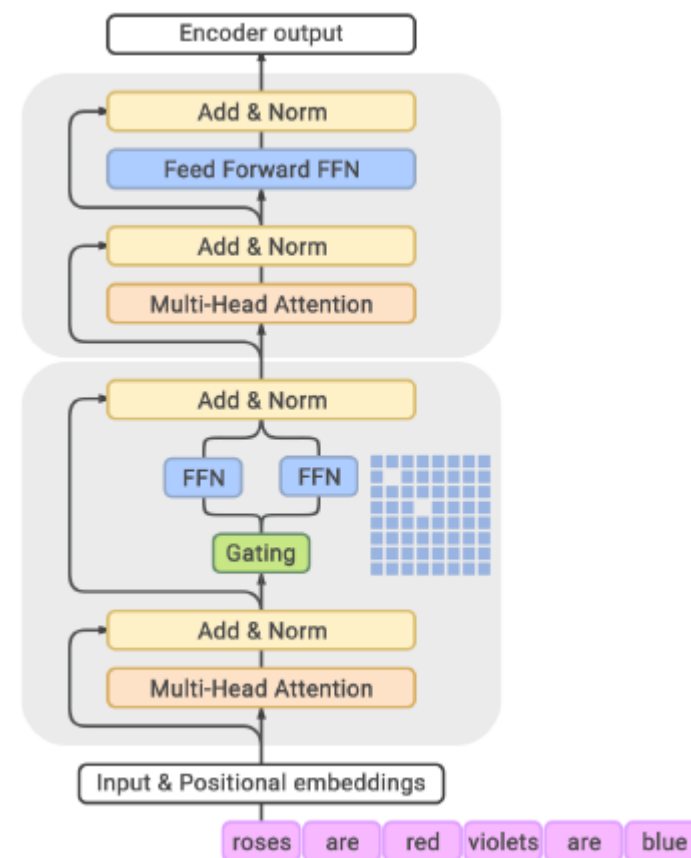 Encoder output
Add & Norm
Feed Forward FFN
Add & Norm
Multi-Head Attention
Add & Norm
FFN FFN
Gating
Add & Norm
Multi-Head Attention
Input & Positional embeddings
roses are red violets are blue